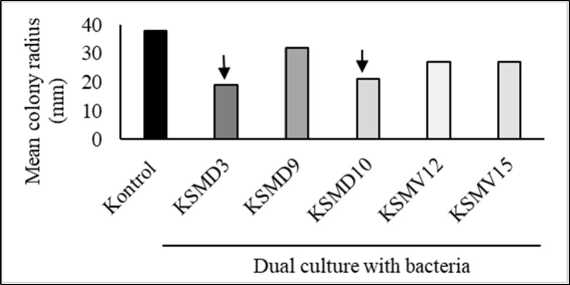 Mean colony radius
(mm)
40
30
20
10
0
Kontrol
KSMD3
KSMD9
KSMD10
KSMV12
KSMV15
Dual culture with bacteria